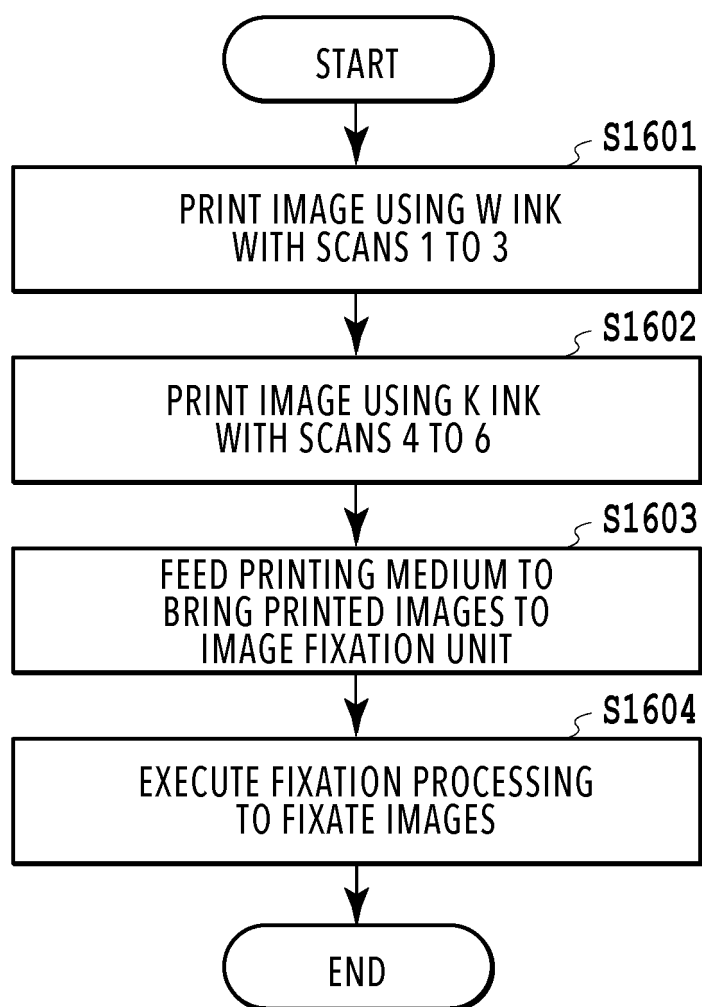 START
S1601
PRINT IMAGE USING W INK
WITH SCANS 1 TO 3
S1602
PRINT IMAGE USING K INK
WITH SCANS 4 TO 6
S1603
FEED PRINTING MEDIUM TO
BRING PRINTED IMAGES TO
IMAGE FIXATION UNIT
S1604
EXECUTE FIXATION PROCESSING
TO FIXATE IMAGES
END